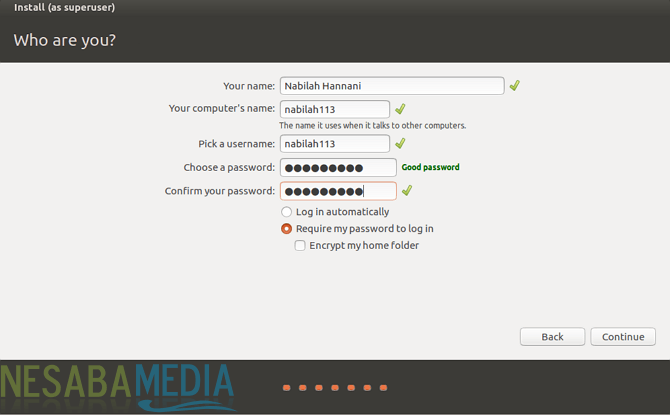 Install (as superuser)
Who are you?
Your name: Nabilah Hannani
Your computer's name: nabilah113
The name it uses when it talks to other computers.
Pick a username: nabilah113
Choose a password: ●●●●●●●●● Good password
Confirm your password: ●●●●●●●●●
Log in automatically
Require my password to log in
Encrypt my home folder
Back Continue
NESABAMEDIA